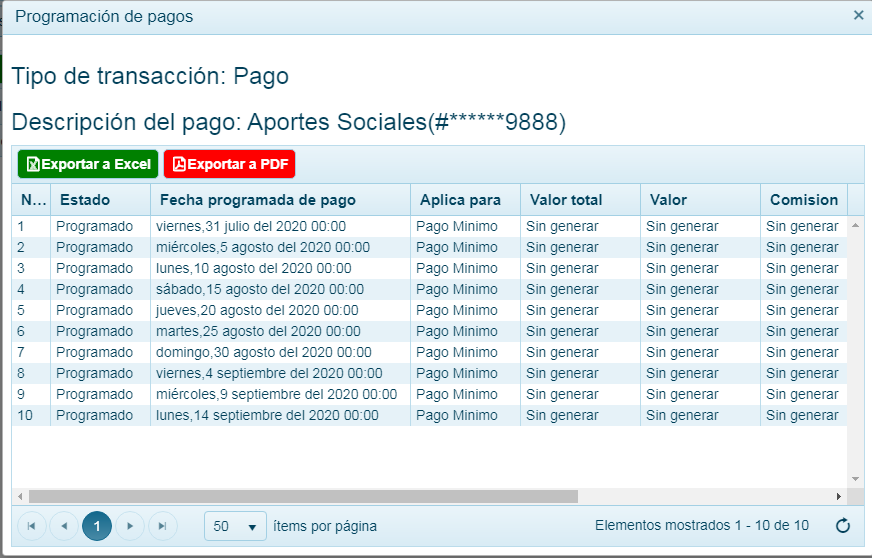 Programación de pagos
Tipo de transacción: Pago
Descripción del pago: Aportes Sociales(#******9888)
Exportar a Excel Exportar a PDF
N... Estado Fecha programada de pago Aplica para Valor total Valor Comision
1 Programado viernes,31 julio del 2020 00:00 Pago Minimo Sin generar Sin generar Sin generar
2 Programado miércoles,5 agosto del 2020 00:00 Pago Minimo Sin generar Sin generar Sin generar
3 Programado lunes,10 agosto del 2020 00:00 Pago Minimo Sin generar Sin generar Sin generar
4 Programado sábado,15 agosto del 2020 00:00 Pago Minimo Sin generar Sin generar Sin generar
5 Programado jueves,20 agosto del 2020 00:00 Pago Minimo Sin generar Sin generar Sin generar
6 Programado martes,25 agosto del 2020 00:00 Pago Minimo Sin generar Sin generar Sin generar
7 Programado domingo,30 agosto del 2020 00:00 Pago Minimo Sin generar Sin generar Sin generar
8 Programado viernes,4 septiembre del 2020 00:00 Pago Minimo Sin generar Sin generar Sin generar
9 Programado miércoles,9 septiembre del 2020 00:00 Pago Minimo Sin generar Sin generar Sin generar
10 Programado lunes,14 septiembre del 2020 00:00 Pago Minimo Sin generar Sin generar Sin generar
1 50 ítems por página Elementos mostrados 1 - 10 de 10